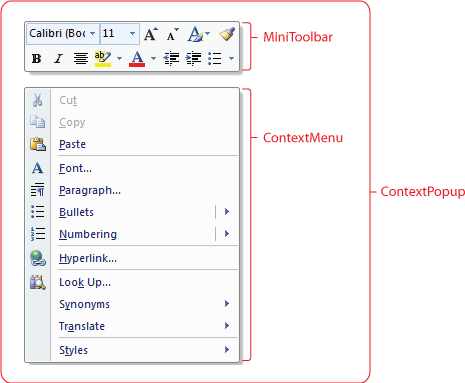 Calibri (Boc 11 A A A
MiniToolbar
B I ab A
Cut
Copy
ContextMenu
Paste
A Font...
Paragraph...
ContextPopup
Bullets
Numbering
Hyperlink...
Look Up...
Synonyms
Translate
Styles